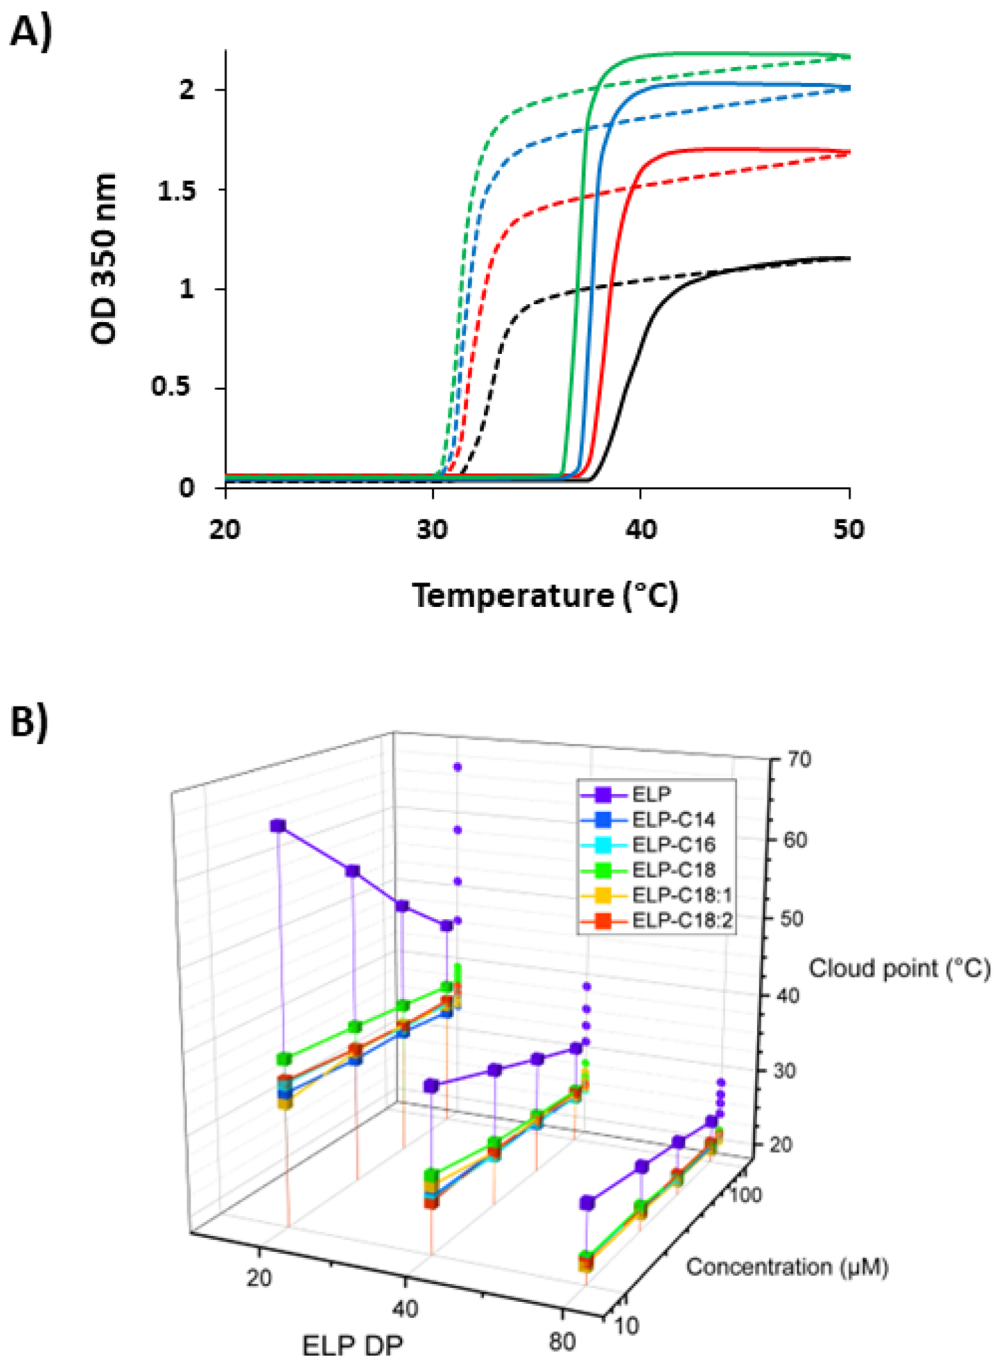 A)
2
1.5
1
0.5
0
20 30 40 50
OD 350 nm
Temperature (°C)
B)
70
60
50
40
30
20
ELP
ELP-C14
ELP-C16
ELP-C18
ELP-C18:1
ELP-C18:2
Cloud point (°C)
100
10
Concentration (µM)
20
40
80
ELP DP